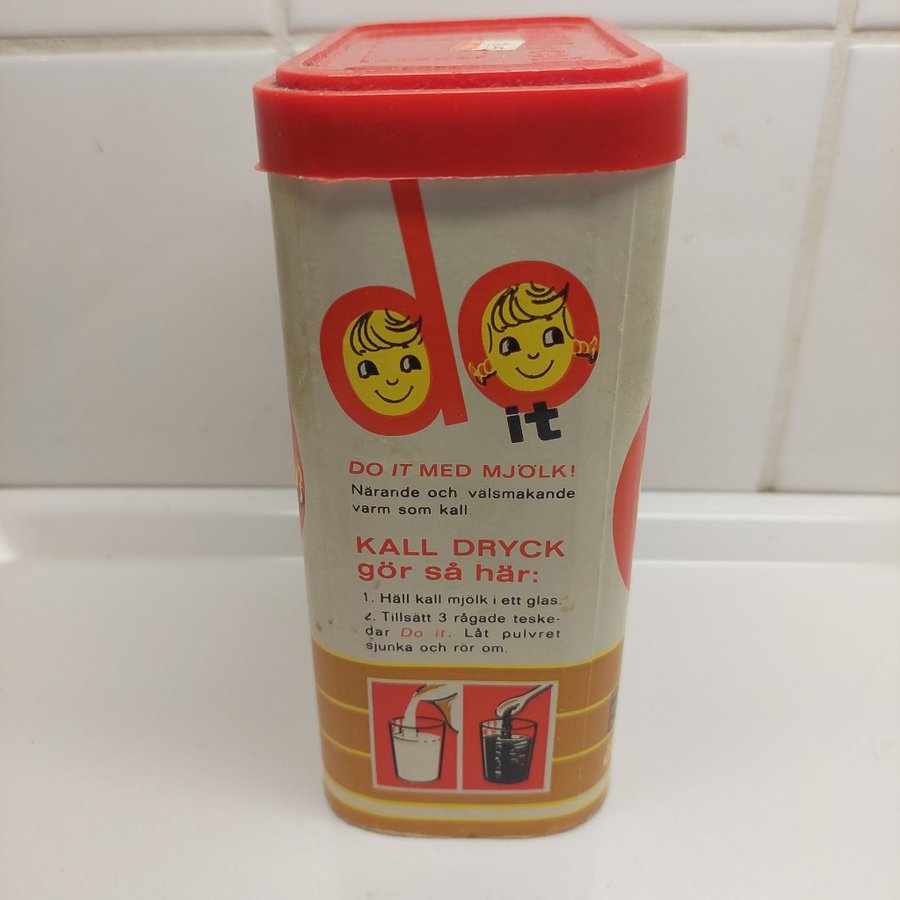 do
it
DO IT MED MJÖLK!
Närande och välsmakande
varm som kall.
KALL DRYCK
gör så här:
1. Häll kall mjölk i ett glas.
2. Tillsätt 3 rågade teske-
dar Do it. Låt pulvret
sjunka och rör om.